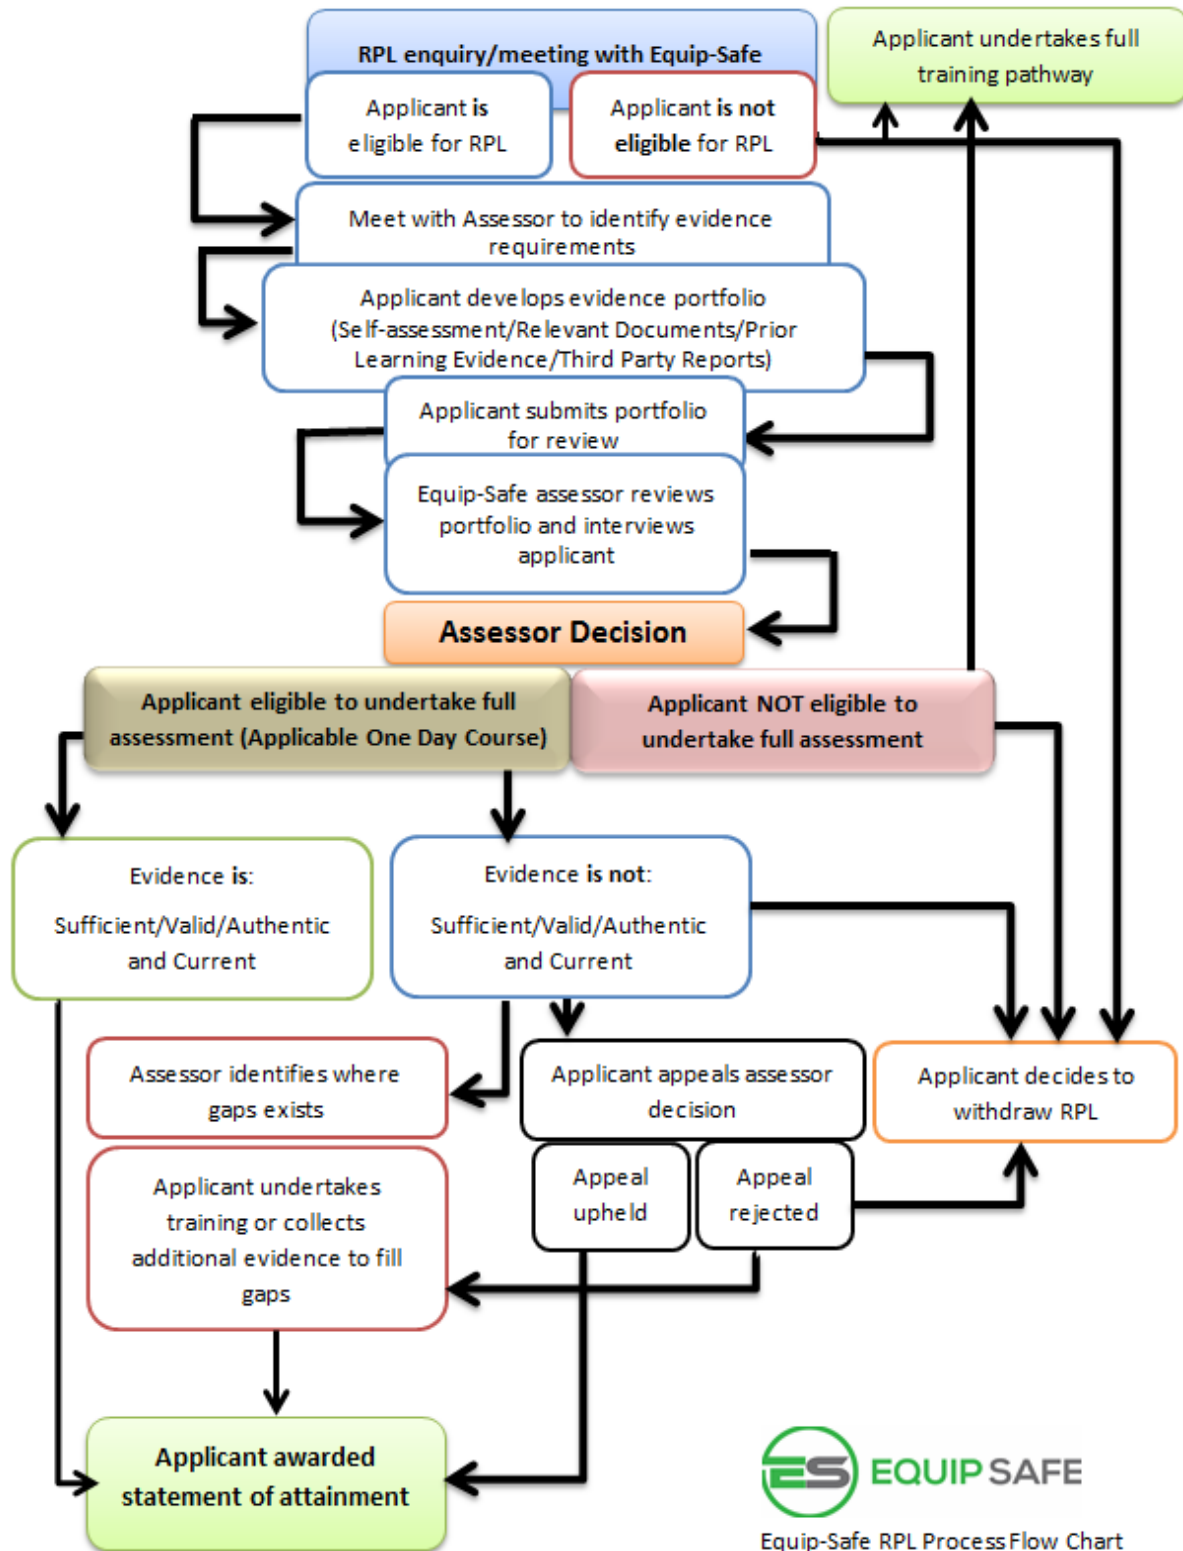 RPL enquiry/meeting with Equip-Safe
Applicant undertakes full
training pathway
Applicant is
eligible for RPL
Applicant is not
eligible for RPL
Meet with Assessor to identify evidence
requirements
Applicant develops evidence portfolio
(Self-assessment/Relevant Documents/Prior
Learning Evidence/Third Party Reports)
Applicant submits portfolio
for review
Equip-Safe assessor reviews
portfolio and interviews
applicant
Assessor Decision
Applicant eligible to undertake full
assessment (Applicable One Day Course)
Applicant NOT eligible to
undertake full assessment
Evidence is:
Sufficient/Valid/Authentic
and Current
Evidence is not:
Sufficient/Valid/Authentic
and Current
Assessor identifies where
gaps exists
Applicant appeals assessor
decision
Applicant decides to
withdraw RPL
Applicant undertakes
training or collects
additional evidence to fill
gaps
Appeal
upheld
Appeal
rejected
Applicant awarded
statement of attainment
ES EQUIP SAFE
Equip-Safe RPL Process Flow Chart